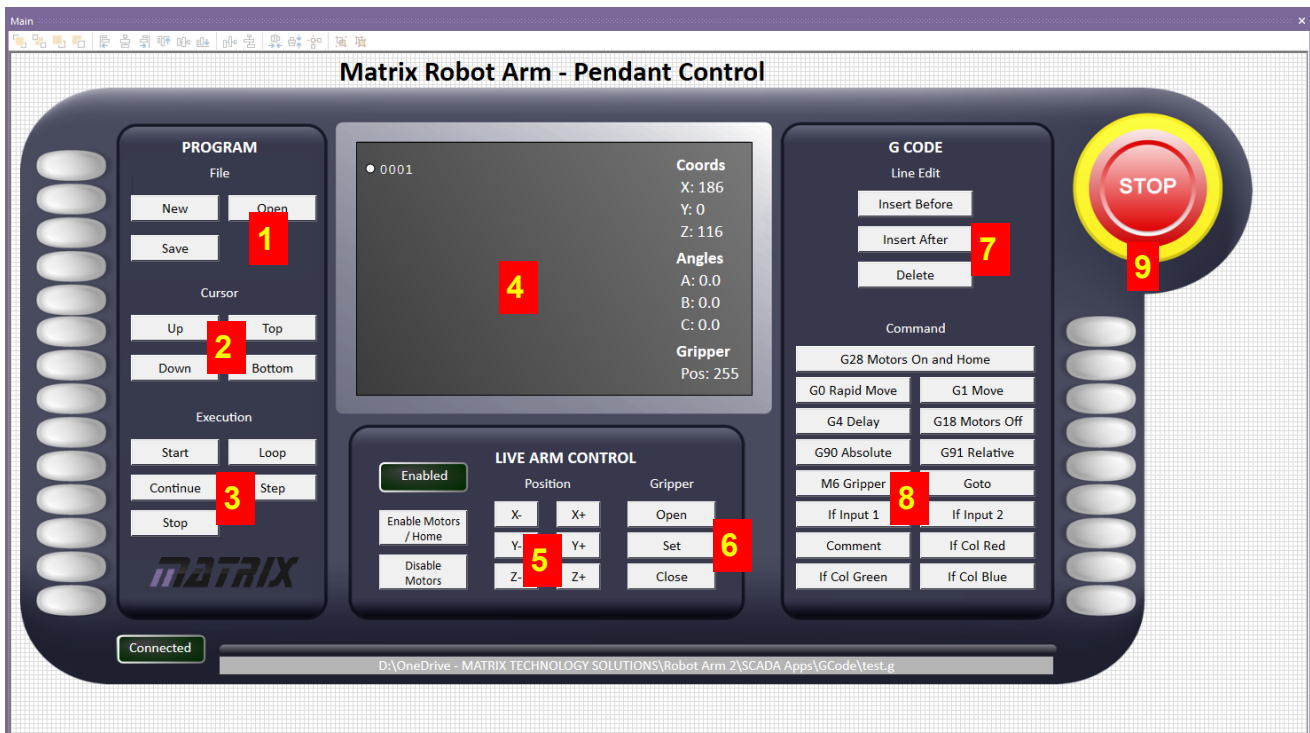 Main
Matrix Robot Arm - Pendant Control
PROGRAM
File
New
Open
1
Save
Cursor
Up
Top
2
Down
Bottom
Execution
Start
Loop
Continue
Step
3
Stop
MATRIX
0001
Coords
X: 186
Y: 0
Z: 116
Angles
A: 0.0
B: 0.0
C: 0.0
Gripper
Pos: 255
4
LIVE ARM CONTROL
Enabled
Enable Motors
/ Home
Disable
Motors
Position
X-
X+
Y-
Y+
Z-
Z+
5
Gripper
Open
Set
Close
6
G CODE
Line Edit
Insert Before
Insert After
Delete
7
Command
G28 Motors On and Home
G0 Rapid Move
G1 Move
G4 Delay
G18 Motors Off
G90 Absolute
G91 Relative
M6 Gripper
Goto
8
If Input 1
If Input 2
Comment
If Col Red
If Col Green
If Col Blue
STOP
9
Connected
D:\OneDrive - MATRIX TECHNOLOGY SOLUTIONS\Robot Arm 2\SCADA Apps\GCode\test.g